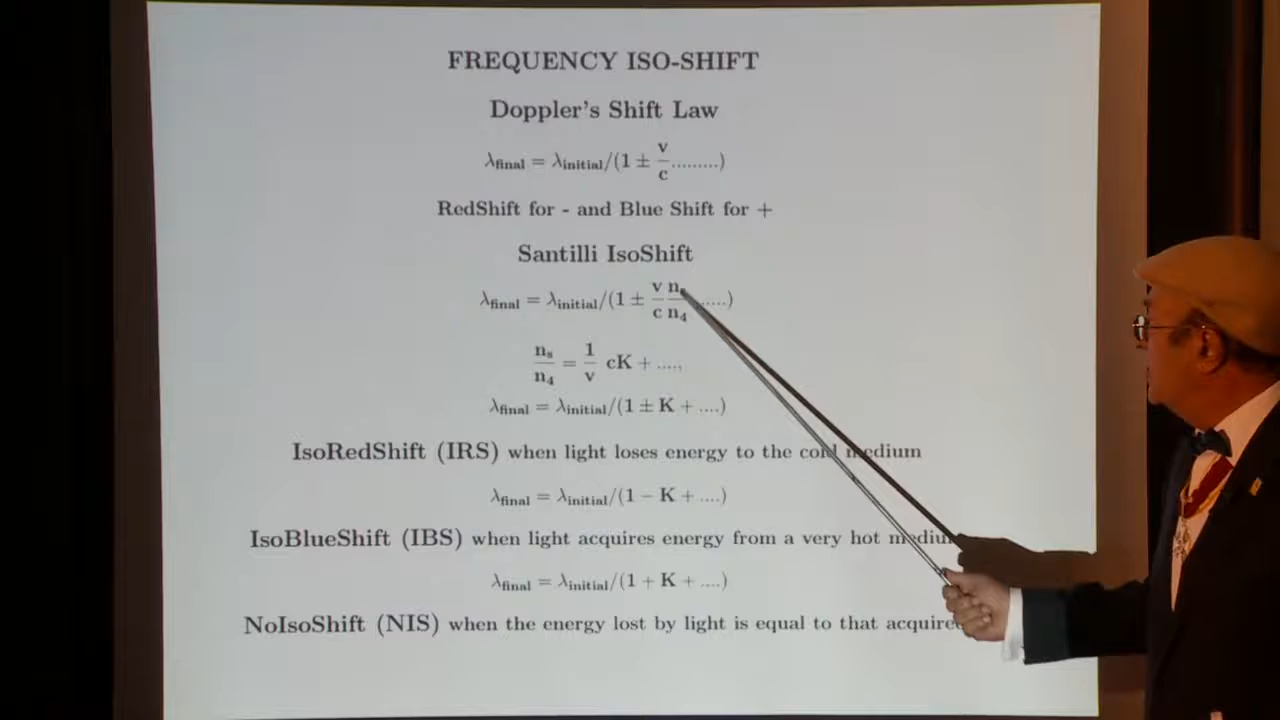 FREQUENCY ISO-SHIFT
Doppler's Shift Law
λfinal = λinitial/(1 ± v/c.........)
RedShift for - and Blue Shift for +
Santilli IsoShift
λfinal = λinitial/(1 ± v n / c n4 ......)
ns/n4 = 1/v cK + .....,
λfinal = λinitial/(1 ± K + ....)
IsoRedShift (IRS) when light loses energy to the cold medium
λfinal = λinitial/(1 − K + ....)
IsoBlueShift (IBS) when light acquires energy from a very hot medium
λfinal = λinitial/(1 + K + ....)
NoIsoShift (NIS) when the energy lost by light is equal to that acquire